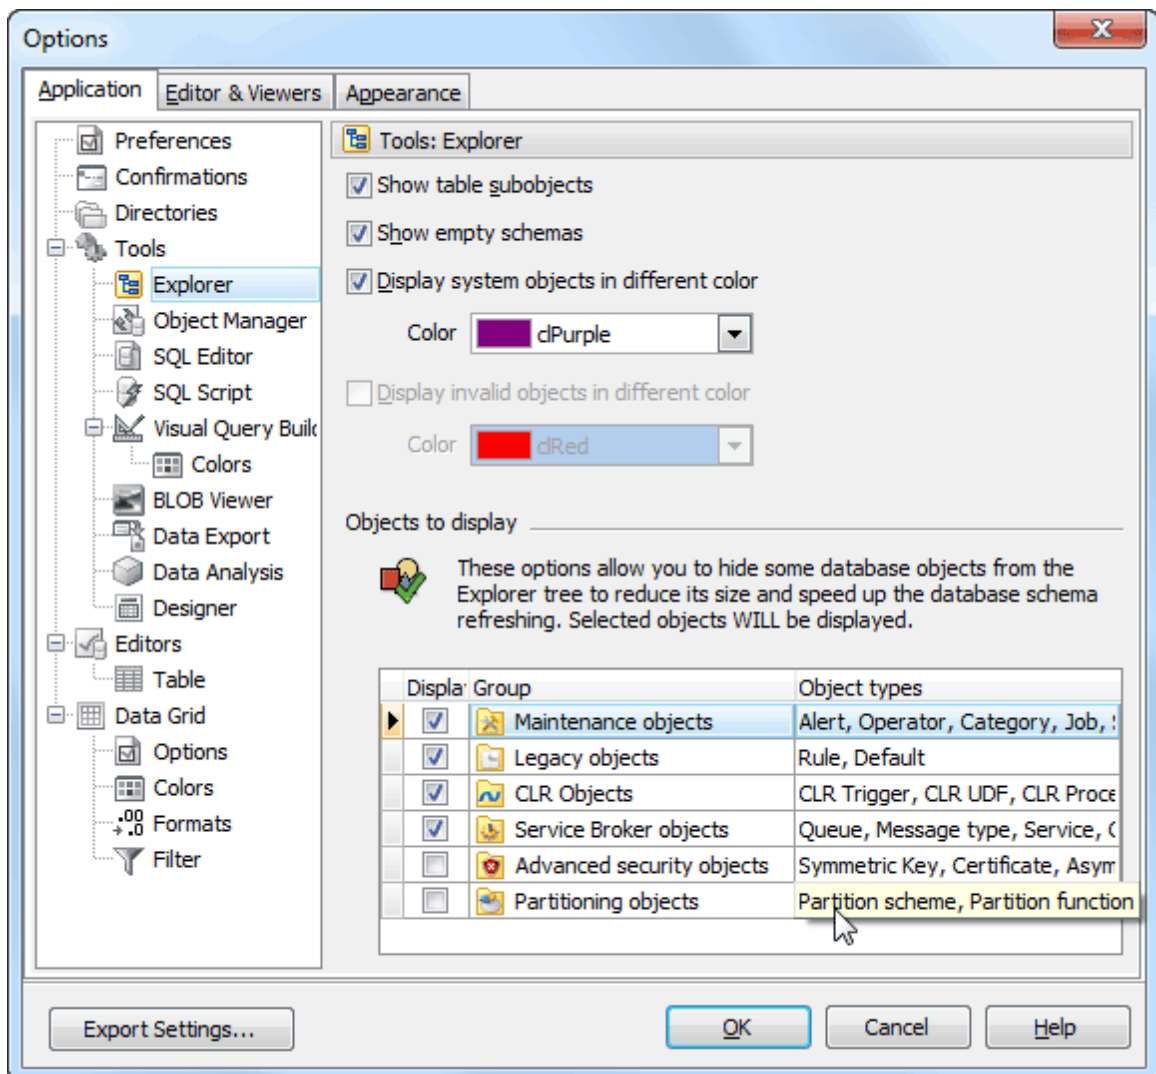 Options
Application
Editor & Viewers
Appearance
Preferences
Confirmations
Directories
Tools
Explorer
Object Manager
SQL Editor
SQL Script
Visual Query Build
Colors
BLOB Viewer
Data Export
Data Analysis
Designer
Editors
Table
Data Grid
Options
Colors
Formats
Filter
Tools: Explorer
Show table subobjects
Show empty schemas
Display system objects in different color
Color clPurple
Display invalid objects in different color
Color clRed
Objects to display
These options allow you to hide some database objects from the
Explorer tree to reduce its size and speed up the database schema
refreshing. Selected objects WILL be displayed.
Display Group Object types
Maintenance objects Alert, Operator, Category, Job,
Legacy objects Rule, Default
CLR Objects CLR Trigger, CLR UDF, CLR Proce
Service Broker objects Queue, Message type, Service,
Advanced security objects Symmetric Key, Certificate, Asym
Partitioning objects Partition scheme, Partition function
Export Settings...
OK
Cancel
Help